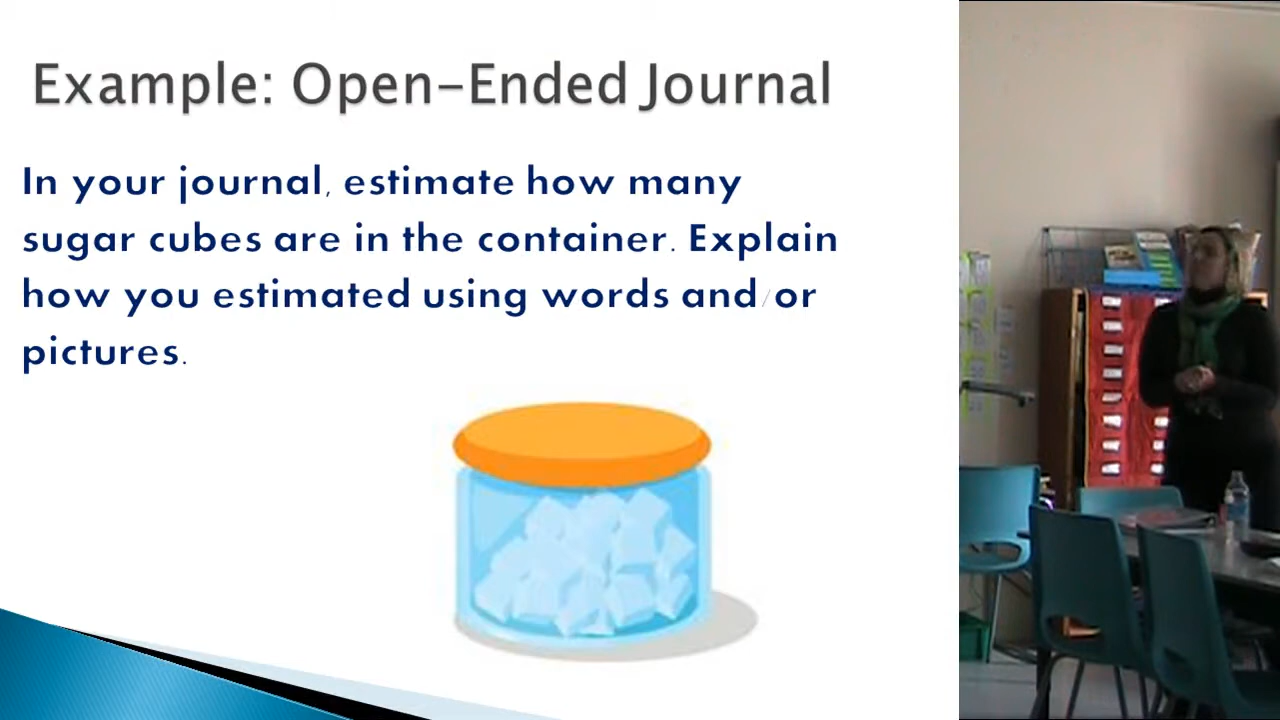 Example: Open-Ended Journal
In your journal, estimate how many
sugar cubes are in the container. Explain
how you estimated using words and/or
pictures.